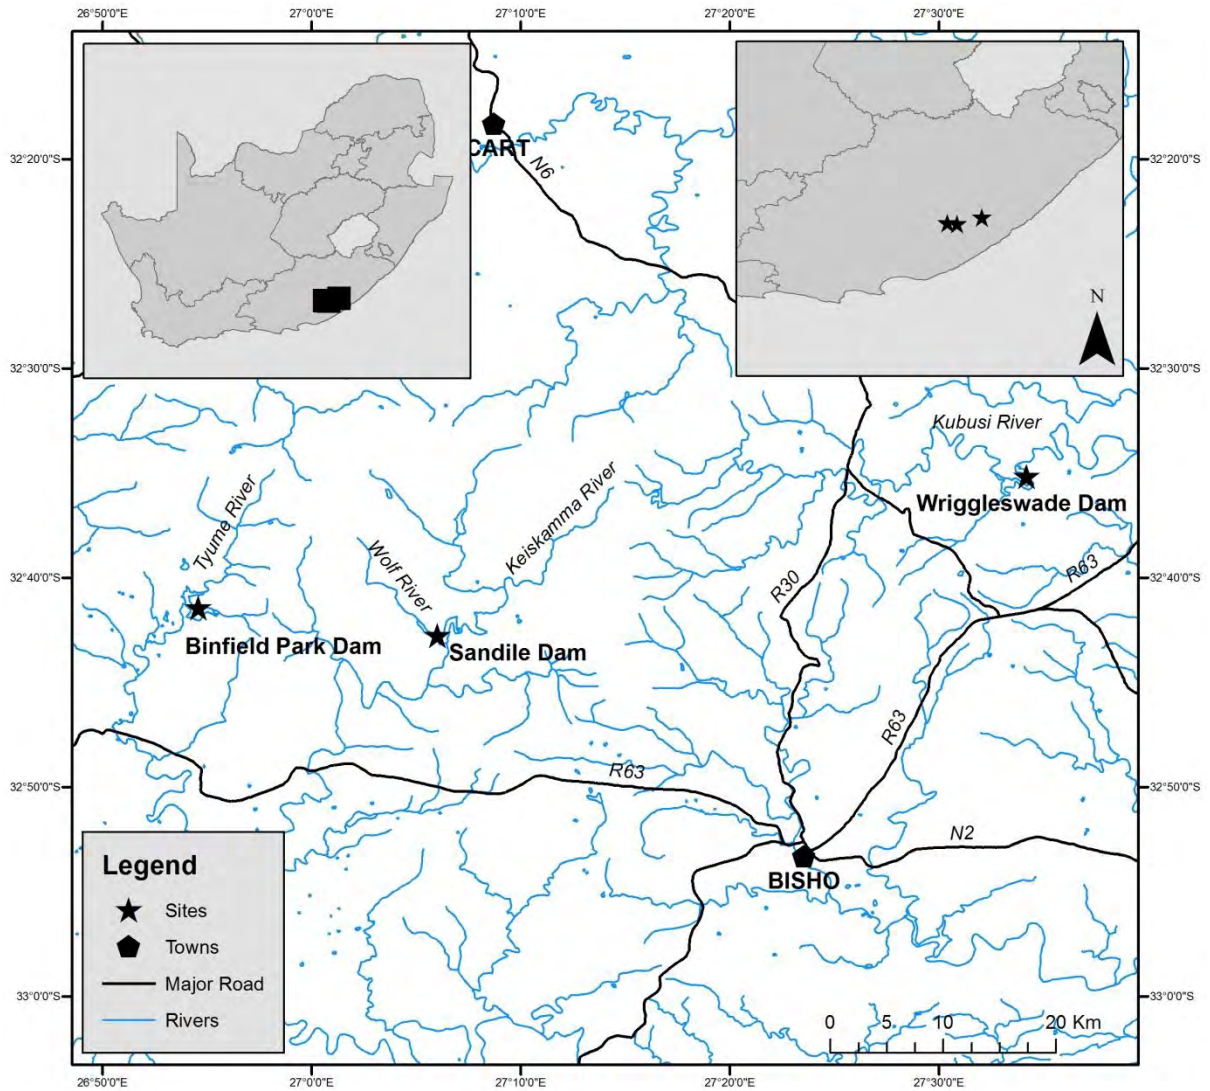 26°50'0"E 27°0'0"E 27°10'0"E 27°20'0"E 27°30'0"E
N
CART
N6
32°20'0"S 32°20'0"S
32°30'0"S 32°30'0"S
Kubusi River
Wriggleswade Dam
Tyume River
Wolf River
Keiskamma River
R30
R63
32°40'0"S 32°40'0"S
Binfield Park Dam
Sandile Dam
R63
R63
32°50'0"S 32°50'0"S
N2
BISHO
Legend
Sites
Towns
Major Road
Rivers
33°0'0"S 33°0'0"S
0 5 10 20 Km
26°50'0"E 27°0'0"E 27°10'0"E 27°20'0"E 27°30'0"E